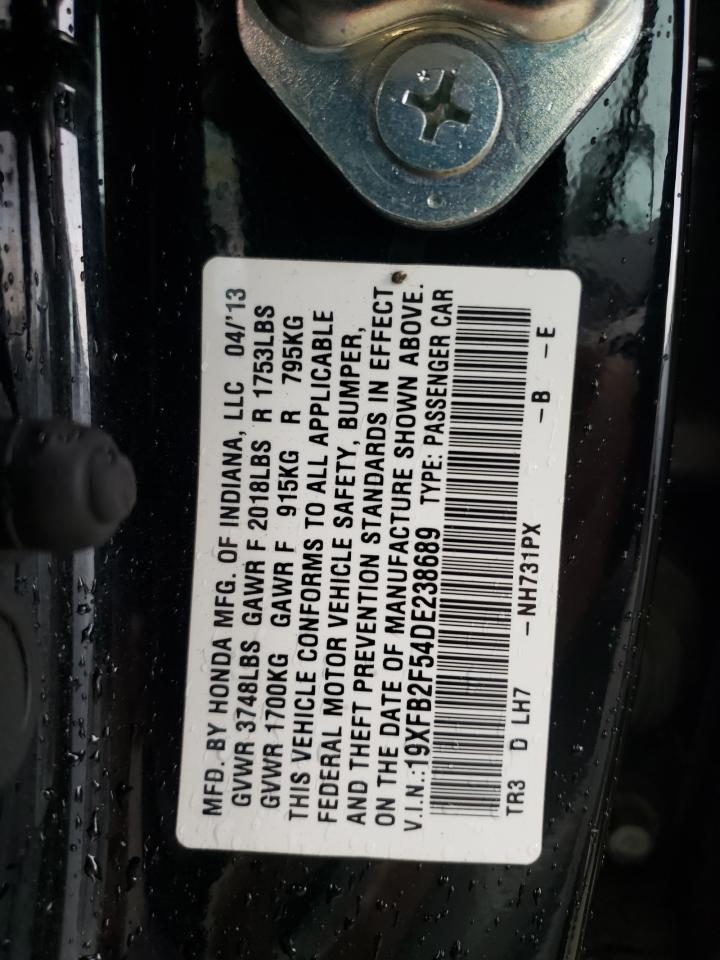 MFD. BY HONDA MFG. OF INDIANA, LLC 04/'13
GVWR 3748LBS GAWR F 2018LBS R 1753LBS
GVWR 1700KG GAWR F 915KG R 795KG
THIS VEHICLE CONFORMS TO ALL APPLICABLE
FEDERAL MOTOR VEHICLE SAFETY, BUMPER,
AND THEFT PREVENTION STANDARDS IN EFFECT
ON THE DATE OF MANUFACTURE SHOWN ABOVE.
V.I.N.:19XFB2F54DE238689 TYPE: PASSENGER CAR
TR3 D LH7 -NH731PX -B -E